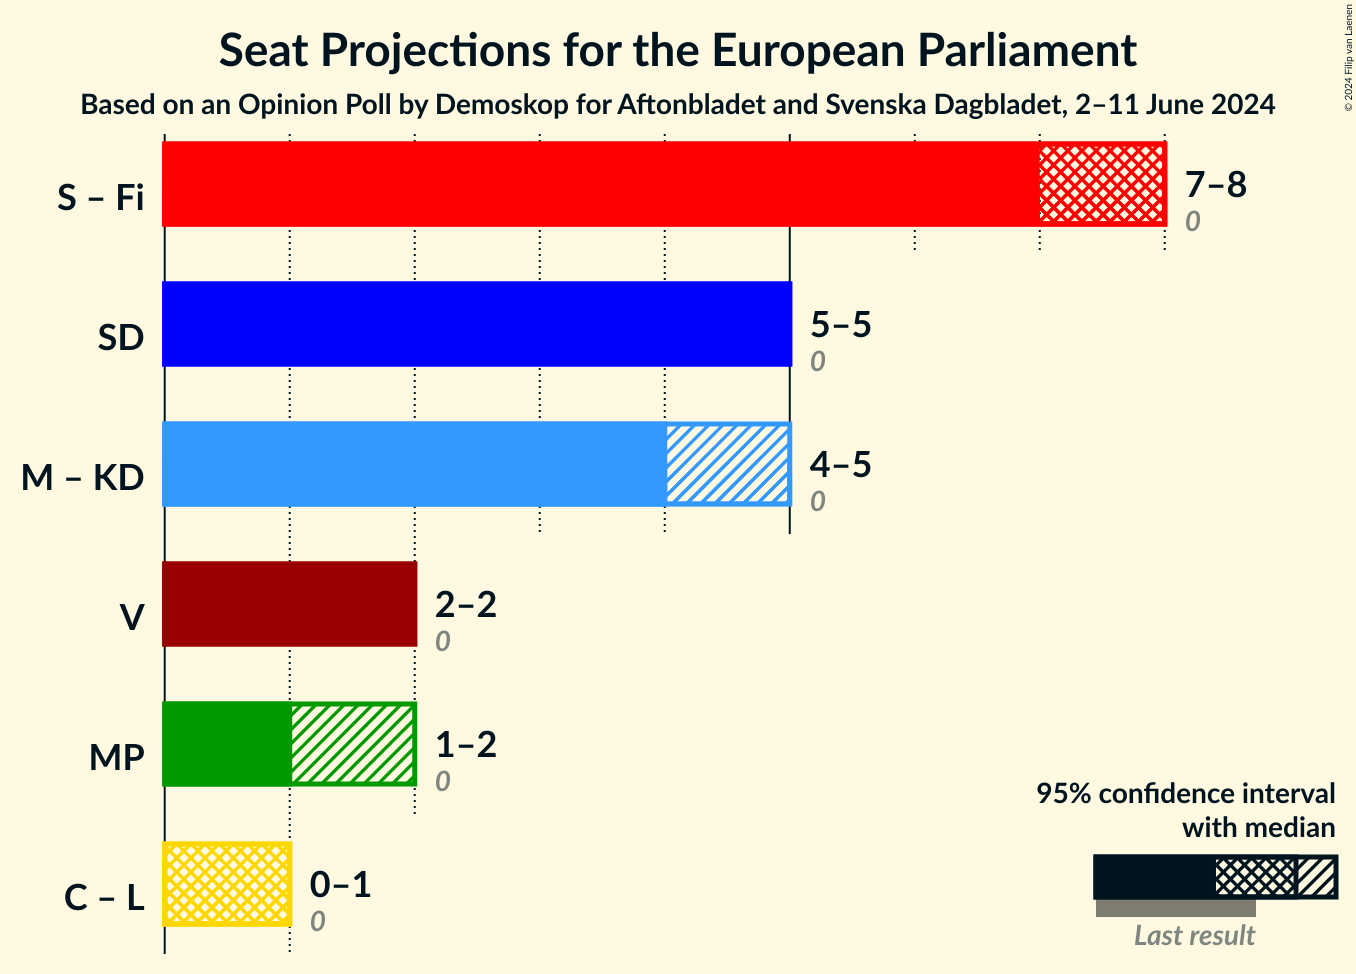 Seat Projections for the European Parliament
Based on an Opinion Poll by Demoskop for Aftonbladet and Svenska Dagbladet, 2–11 June 2024
© 2024 Filip van Laenen
S – Fi
7–8
0
SD
5–5
0
M – KD
4–5
0
V
2–2
0
MP
1–2
0
C – L
0–1
0
95% confidence interval
with median
Last result